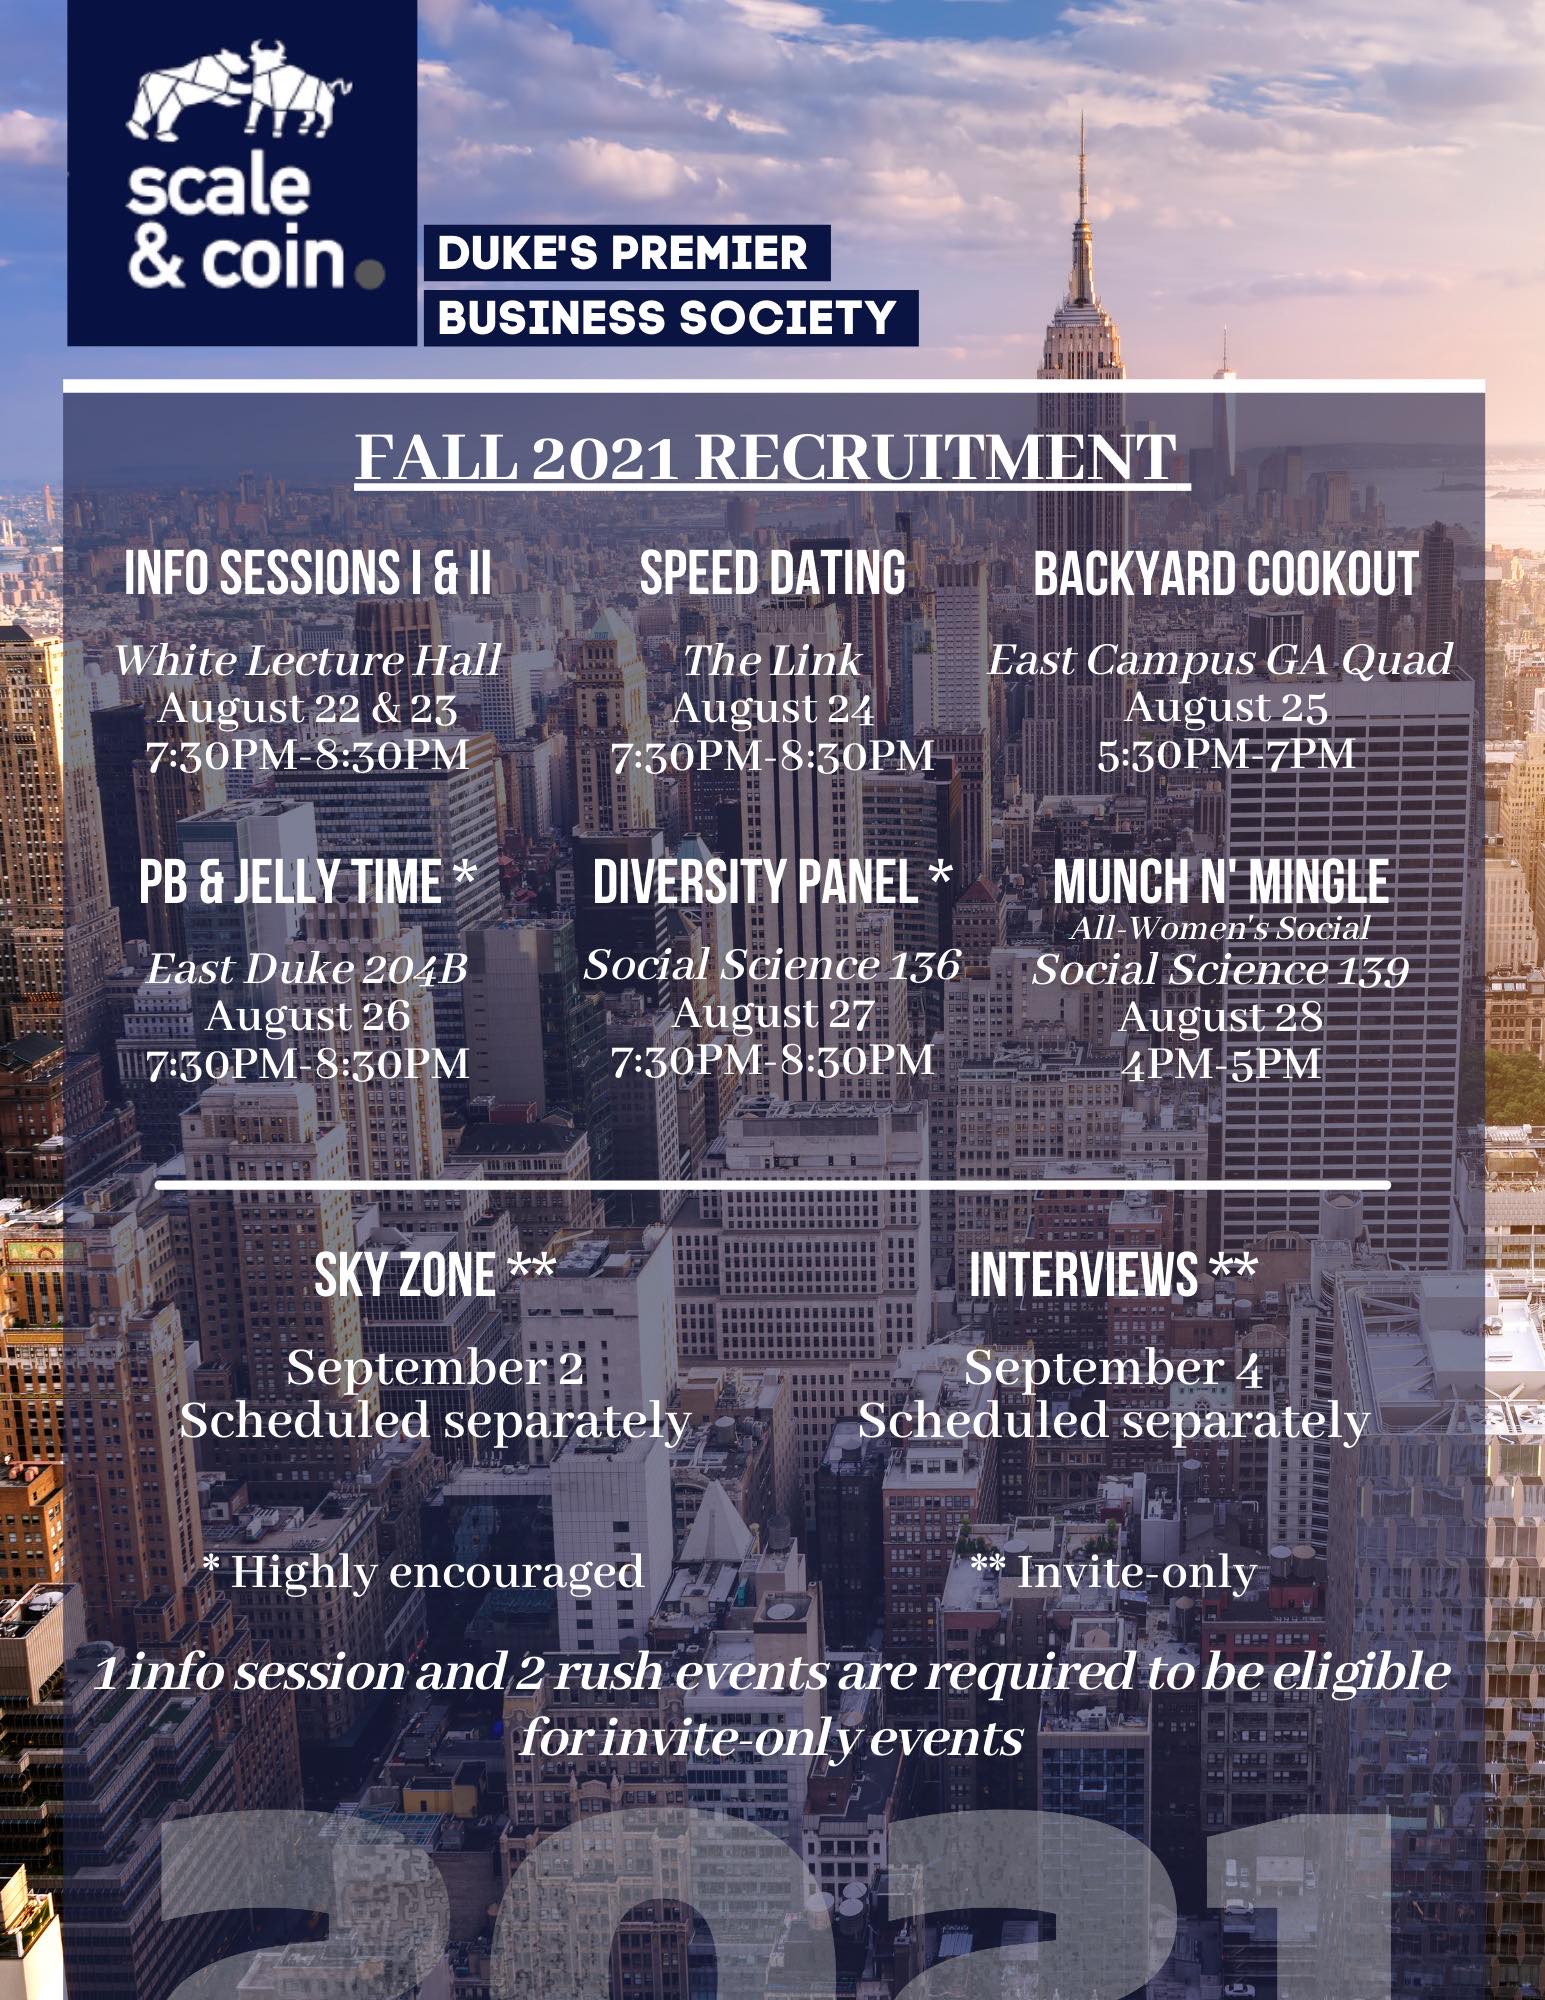 scale
& coin.
DUKE'S PREMIER
BUSINESS SOCIETY
FALL 2021 RECRUITMENT
INFO SESSIONS I & II
White Lecture Hall
August 22 & 23
7:30PM-8:30PM
SPEED DATING
The Link
August 24
7:30PM-8:30PM
BACKYARD COOKOUT
East Campus GA Quad
August 25
5:30PM-7PM
PB & JELLY TIME *
East Duke 204B
August 26
7:30PM-8:30PM
DIVERSITY PANEL *
Social Science 136
August 27
7:30PM-8:30PM
MUNCH N' MINGLE
All-Women's Social
Social Science 139
August 28
4PM-5PM
SKY ZONE **
September 2
Scheduled separately
INTERVIEWS **
September 4
Scheduled separately
* Highly encouraged
** Invite-only
1 info session and 2 rush events are required to be eligible
for invite-only events
2021